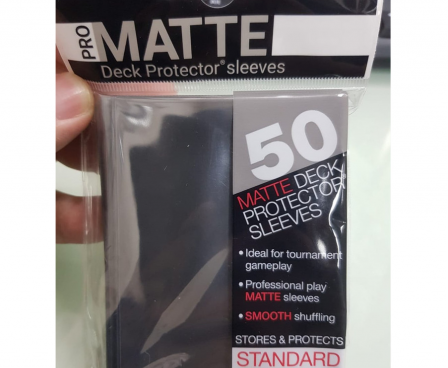 PRO
MATTE
Deck Protector® sleeves
50
MATTE DECK
PROTECTOR
SLEEVES
• Ideal for tournament
gameplay
• Professional play
MATTE sleeves
• SMOOTH shuffling
STORES & PROTECTS
STANDARD